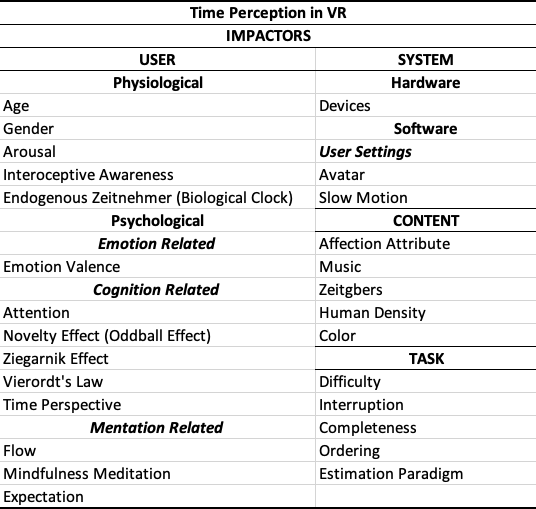 Time Perception in VR
IMPACTORS
USER
Physiological
Age
Gender
Arousal
Interoceptive Awareness
Endogenous Zeitnehmer (Biological Clock)
Psychological
Emotion Related
Emotion Valence
Cognition Related
Attention
Novelty Effect (Oddball Effect)
Ziegarnik Effect
Vierordt's Law
Time Perspective
Mentation Related
Flow
Mindfulness Meditation
Expectation
SYSTEM
Hardware
Devices
Software
User Settings
Avatar
Slow Motion
CONTENT
Affection Attribute
Music
Zeitgbers
Human Density
Color
TASK
Difficulty
Interruption
Completeness
Ordering
Estimation Paradigm